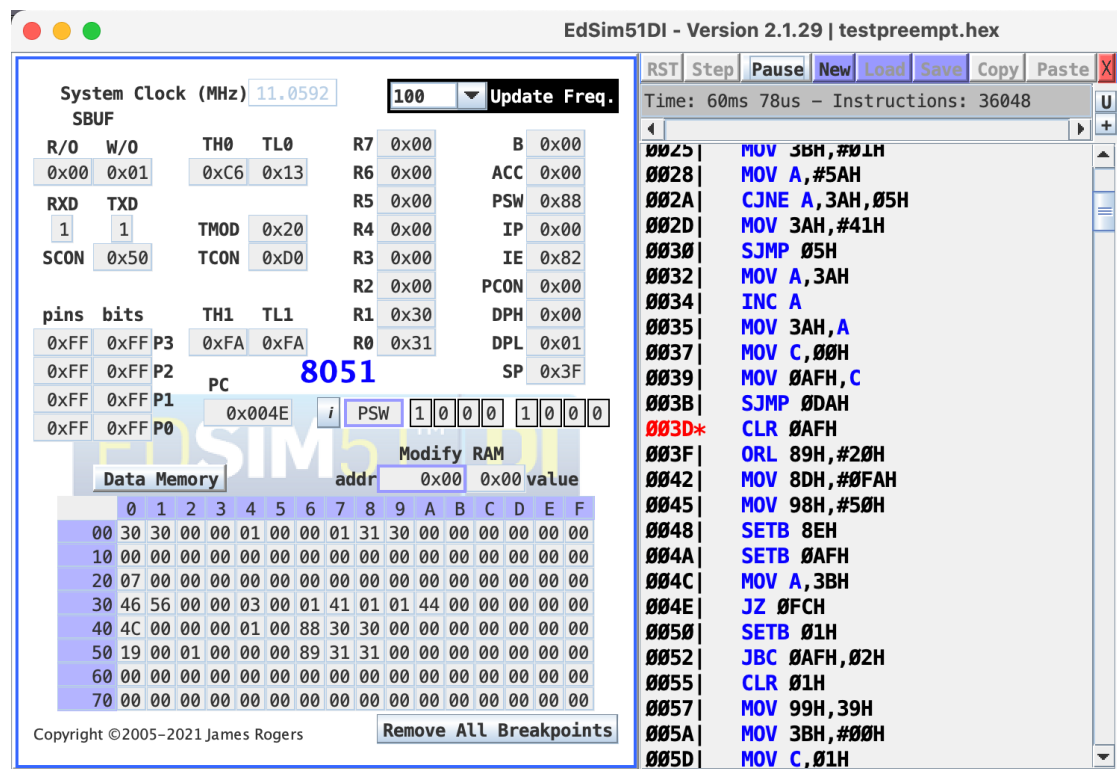 EdSim51DI - Version 2.1.29 | testpreempt.hex
System Clock (MHz) 11.0592
100 Update Freq.
SBUF
R/O W/O TH0 TL0 R7 0x00 B 0x00
0x00 0x01 0xC6 0x13 R6 0x00 ACC 0x00
RXD TXD R5 0x00 PSW 0x88
1 1 TMOD 0x20 R4 0x00 IP 0x00
SCON 0x50 TCON 0xD0 R3 0x00 IE 0x82
R2 0x00 PCON 0x00
pins bits TH1 TL1 R1 0x30 DPH 0x00
0xFF 0xFF P3 0xFA 0xFA R0 0x31 DPL 0x01
0xFF 0xFF P2 8051 SP 0x3F
PC
0xFF 0xFF P1 0x004E i PSW 1 0 0 0 1 0 0 0
0xFF 0xFF P0
Modify RAM
Data Memory addr 0x00 0x00 value
0 1 2 3 4 5 6 7 8 9 A B C D E F
00 30 30 00 00 01 00 00 01 31 30 00 00 00 00 00 00
10 00 00 00 00 00 00 00 00 00 00 00 00 00 00 00 00
20 07 00 00 00 00 00 00 00 00 00 00 00 00 00 00 00
30 46 56 00 00 03 00 01 41 01 01 44 00 00 00 00 00
40 4C 00 00 00 01 00 88 30 30 00 00 00 00 00 00 00
50 19 00 01 00 00 00 89 31 31 00 00 00 00 00 00 00
60 00 00 00 00 00 00 00 00 00 00 00 00 00 00 00 00
70 00 00 00 00 00 00 00 00 00 00 00 00 00 00 00 00
Copyright ©2005-2021 James Rogers
Remove All Breakpoints
RST Step Pause New Load Save Copy Paste X
Time: 60ms 78us - Instructions: 36048
U
+
0025| MOV 3BH,#01H
0028| MOV A,#5AH
002A| CJNE A,3AH,05H
002D| MOV 3AH,#41H
0030| SJMP 05H
0032| MOV A,3AH
0034| INC A
0035| MOV 3AH,A
0037| MOV C,00H
0039| MOV 0AFH,C
003B| SJMP 0DAH
003D* CLR 0AFH
003F| ORL 89H,#20H
0042| MOV 8DH,#0FAH
0045| MOV 98H,#50H
0048| SETB 8EH
004A| SETB 0AFH
004C| MOV A,3BH
004E| JZ 0FCH
0050| SETB 01H
0052| JBC 0AFH,02H
0055| CLR 01H
0057| MOV 99H,39H
005A| MOV 3BH,#00H
005D| MOV C,01H